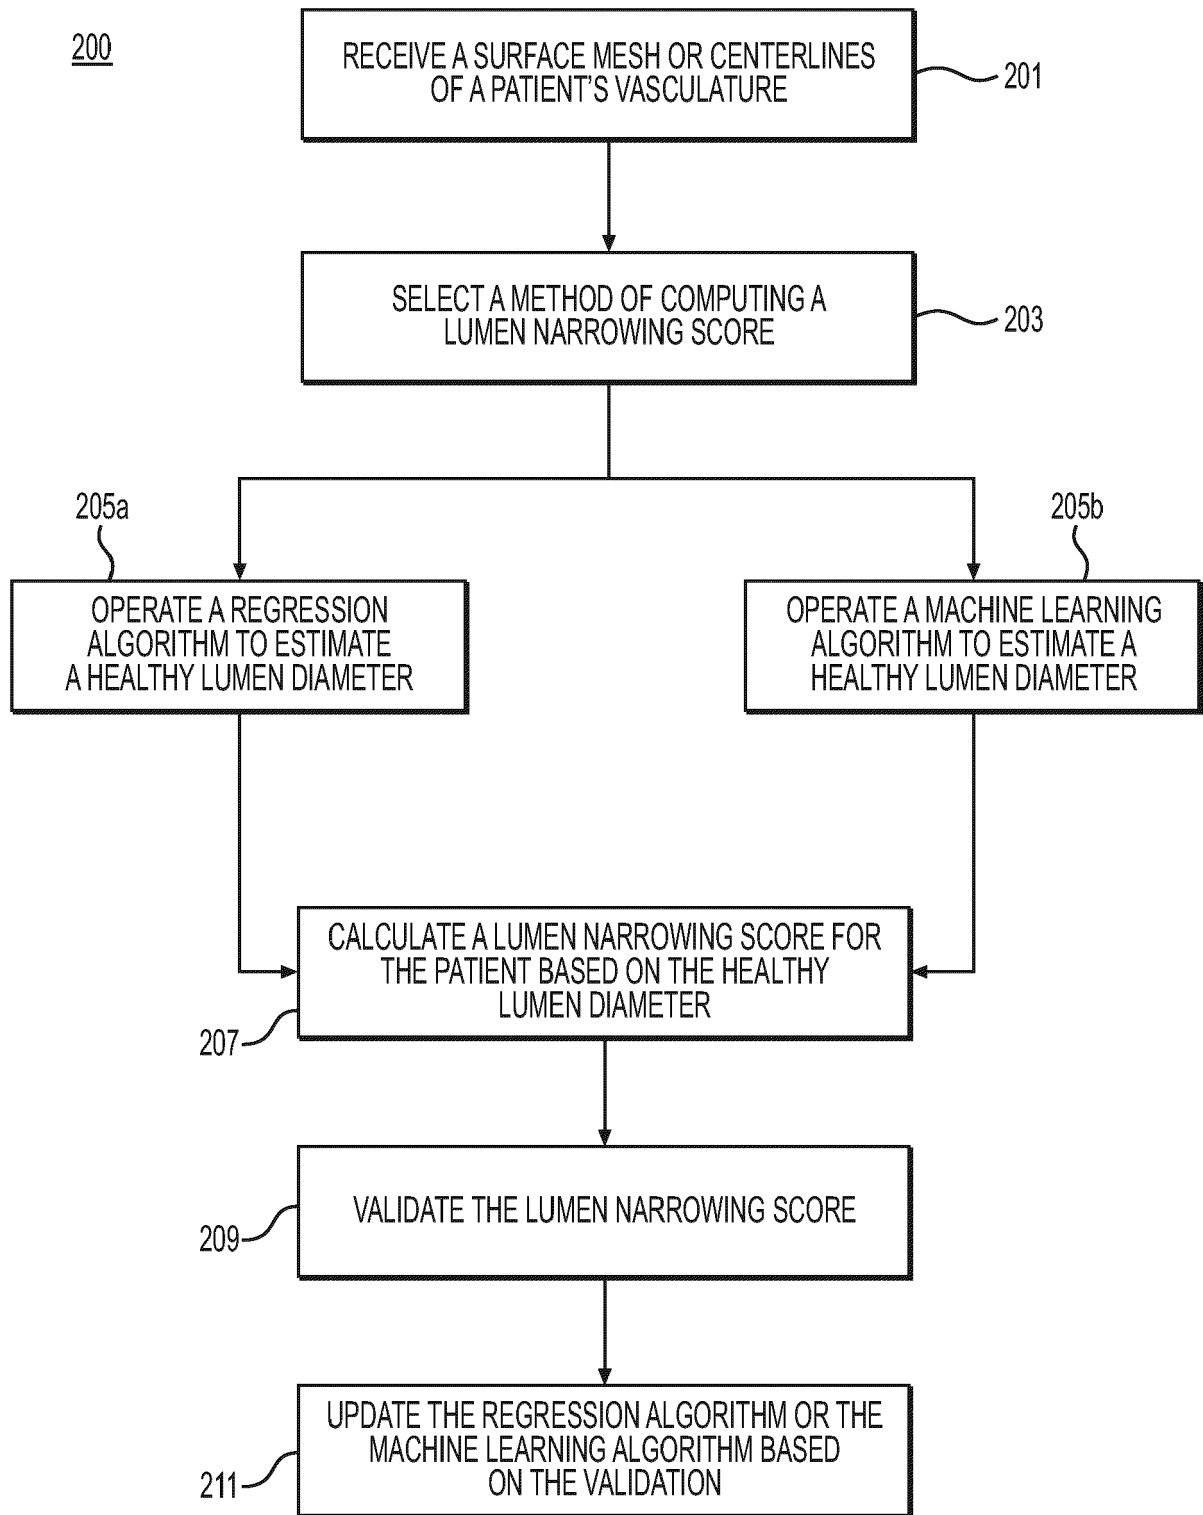 200
RECEIVE A SURFACE MESH OR CENTERLINES
OF A PATIENT'S VASCULATURE
201
SELECT A METHOD OF COMPUTING A
LUMEN NARROWING SCORE
203
205a
OPERATE A REGRESSION
ALGORITHM TO ESTIMATE
A HEALTHY LUMEN DIAMETER
205b
OPERATE A MACHINE LEARNING
ALGORITHM TO ESTIMATE A
HEALTHY LUMEN DIAMETER
CALCULATE A LUMEN NARROWING SCORE FOR
THE PATIENT BASED ON THE HEALTHY
LUMEN DIAMETER
207
VALIDATE THE LUMEN NARROWING SCORE
209
UPDATE THE REGRESSION ALGORITHM OR THE
MACHINE LEARNING ALGORITHM BASED
ON THE VALIDATION
211